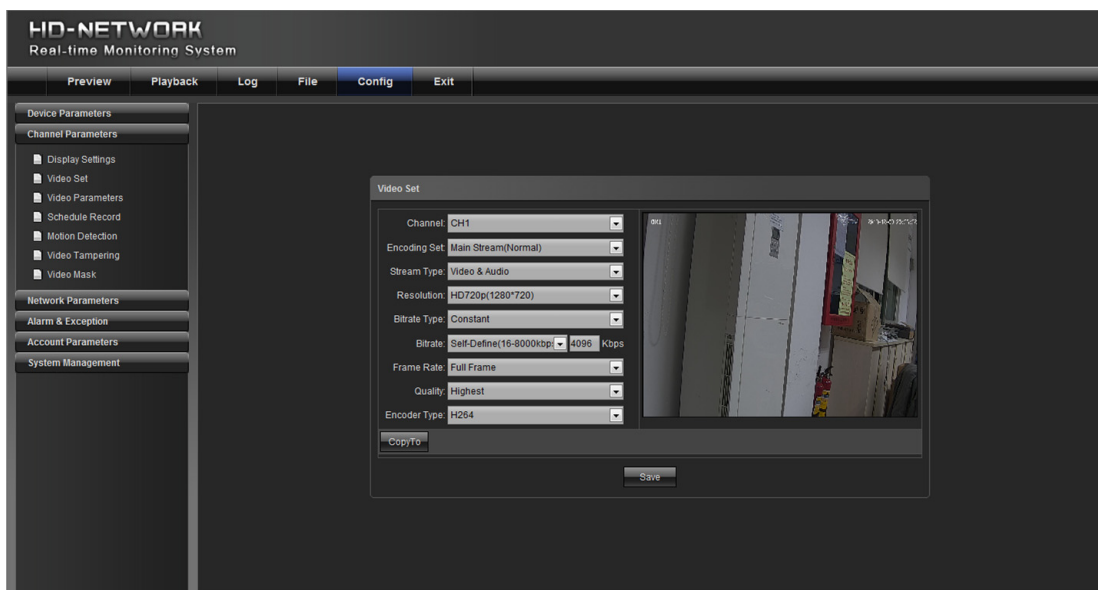 HD-NETWORK
Real-time Monitoring System
Preview Playback Log File Config Exit
Device Parameters
Channel Parameters
Display Settings
Video Set
Video Parameters
Schedule Record
Motion Detection
Video Tampering
Video Mask
Network Parameters
Alarm & Exception
Account Parameters
System Management
Video Set
Channel: CH1
Encoding Set: Main Stream(Normal)
Stream Type: Video & Audio
Resolution: HD720p(1280*720)
Bitrate Type: Constant
Bitrate: Self-Define(16-8000kbp: 4096 Kbps
Frame Rate: Full Frame
Quality: Highest
Encoder Type: H264
CopyTo
Save